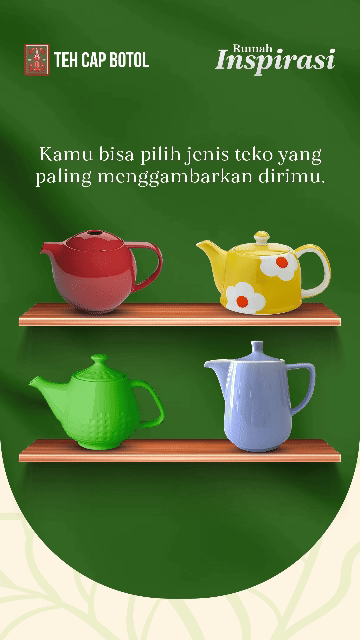 TEH CAP BOTOL
Rumah
Inspirasi
Kamu bisa pilih jenis teko yang
paling menggambarkan dirimu.